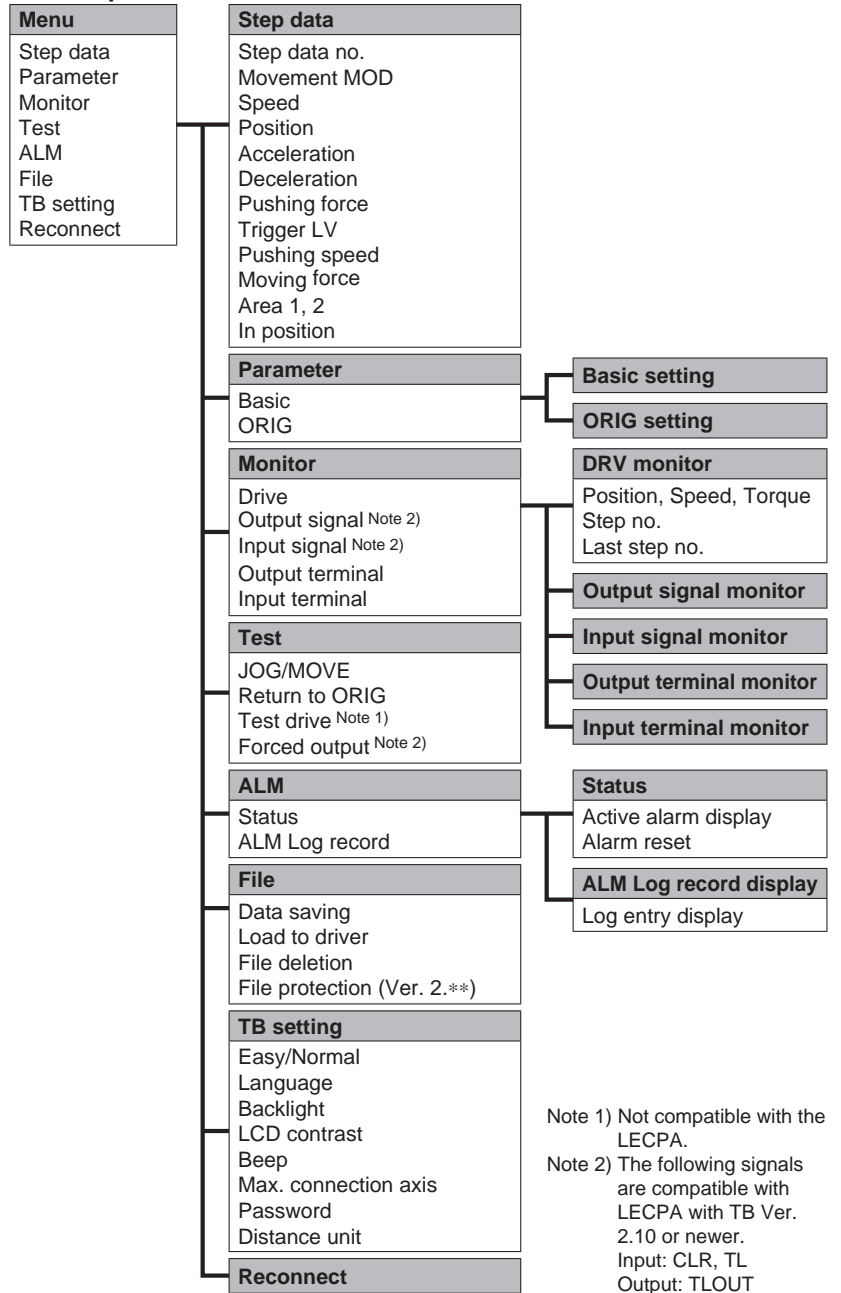 Menu
Step data
Parameter
Monitor
Test
ALM
File
TB setting
Reconnect
Step data
Step data no.
Movement MOD
Speed
Position
Acceleration
Deceleration
Pushing force
Trigger LV
Pushing speed
Moving force
Area 1, 2
In position
Parameter
Basic
ORIG
Basic setting
ORIG setting
Monitor
Drive
Output signal Note 2)
Input signal Note 2)
Output terminal
Input terminal
DRV monitor
Position, Speed, Torque
Step no.
Last step no.
Output signal monitor
Input signal monitor
Output terminal monitor
Input terminal monitor
Test
JOG/MOVE
Return to ORIG
Test drive Note 1)
Forced output Note 2)
ALM
Status
ALM Log record
Status
Active alarm display
Alarm reset
ALM Log record display
Log entry display
File
Data saving
Load to driver
File deletion
File protection (Ver. 2.∗∗)
TB setting
Easy/Normal
Language
Backlight
LCD contrast
Beep
Max. connection axis
Password
Distance unit
Reconnect
Note 1) Not compatible with the
LECPA.
Note 2) The following signals
are compatible with
LECPA with TB Ver.
2.10 or newer.
Input: CLR, TL
Output: TLOUT